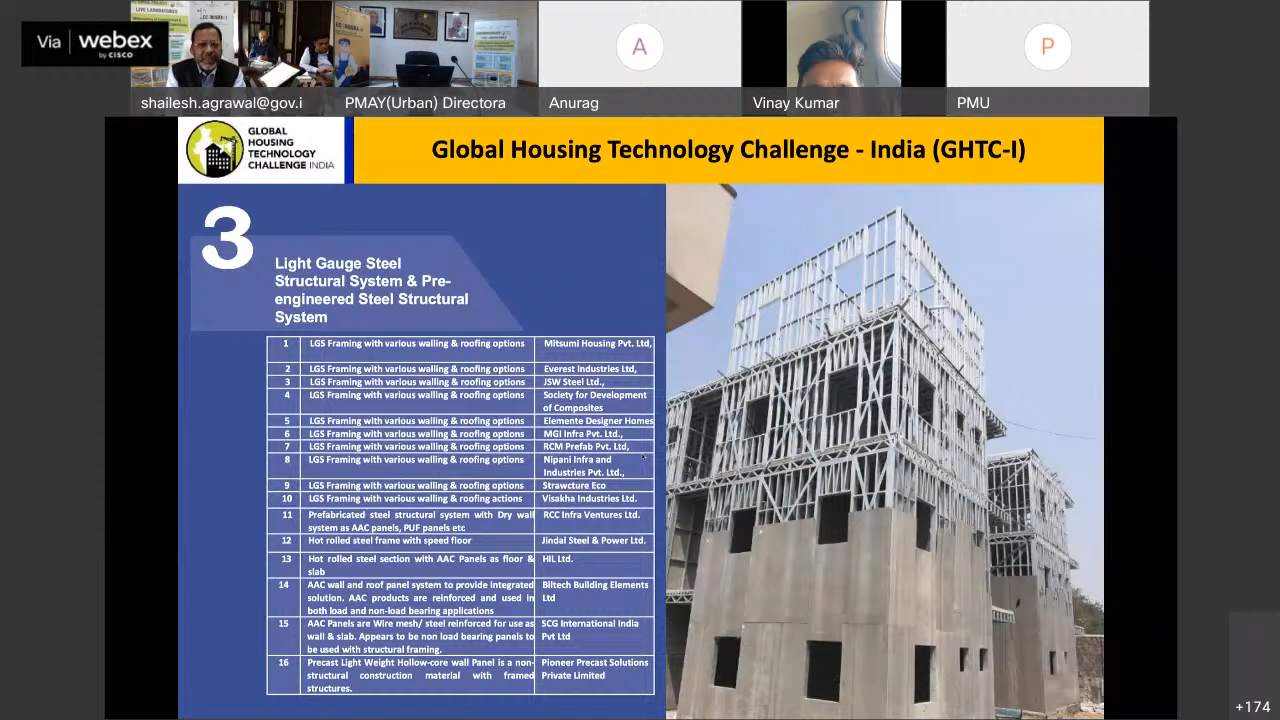 Via | webex
by CISCO
shailesh.agrawal@gov.i
PMAY(Urban) Directora
A
Anurag
Vinay Kumar
P
PMU
GLOBAL
HOUSING
TECHNOLOGY
CHALLENGE INDIA
Global Housing Technology Challenge - India (GHTC-I)
3
Light Gauge Steel
Structural System & Pre-
engineered Steel Structural
System
1 LGS Framing with various walling & roofing options Mitsumi Housing Pvt. Ltd,
2 LGS Framing with various walling & roofing options Everest Industries Ltd,
3 LGS Framing with various walling & roofing options JSW Steel Ltd.,
4 LGS Framing with various walling & roofing options Society for Development
of Composites
5 LGS Framing with various walling & roofing options Elemente Designer Homes
6 LGS Framing with various walling & roofing options MGI Infra Pvt. Ltd.,
7 LGS Framing with various walling & roofing options RCM Prefab Pvt. Ltd,
8 LGS Framing with various walling & roofing options Nipani Infra and
Industries Pvt. Ltd.,
9 LGS Framing with various walling & roofing options Strawcture Eco
10 LGS Framing with various walling & roofing actions Visakha Industries Ltd.
11 Prefabricated steel structural system with Dry wall RCC Infra Ventures Ltd.
system as AAC panels, PUF panels etc
12 Hot rolled steel frame with speed floor Jindal Steel & Power Ltd.
13 Hot rolled steel section with AAC Panels as floor & HIL Ltd.
slab
14 AAC wall and roof panel system to provide integrated Biltech Building Elements
solution. AAC products are reinforced and used in Ltd
both load and non-load bearing applications
15 AAC Panels are Wire mesh/ steel reinforced for use as SCG International India
wall & slab. Appears to be non load bearing panels to Pvt Ltd
be used with structural framing.
16 Precast Light Weight Hollow-core wall Panel is a non- Pioneer Precast Solutions
structural construction material with framed Private Limited
structures.
+174